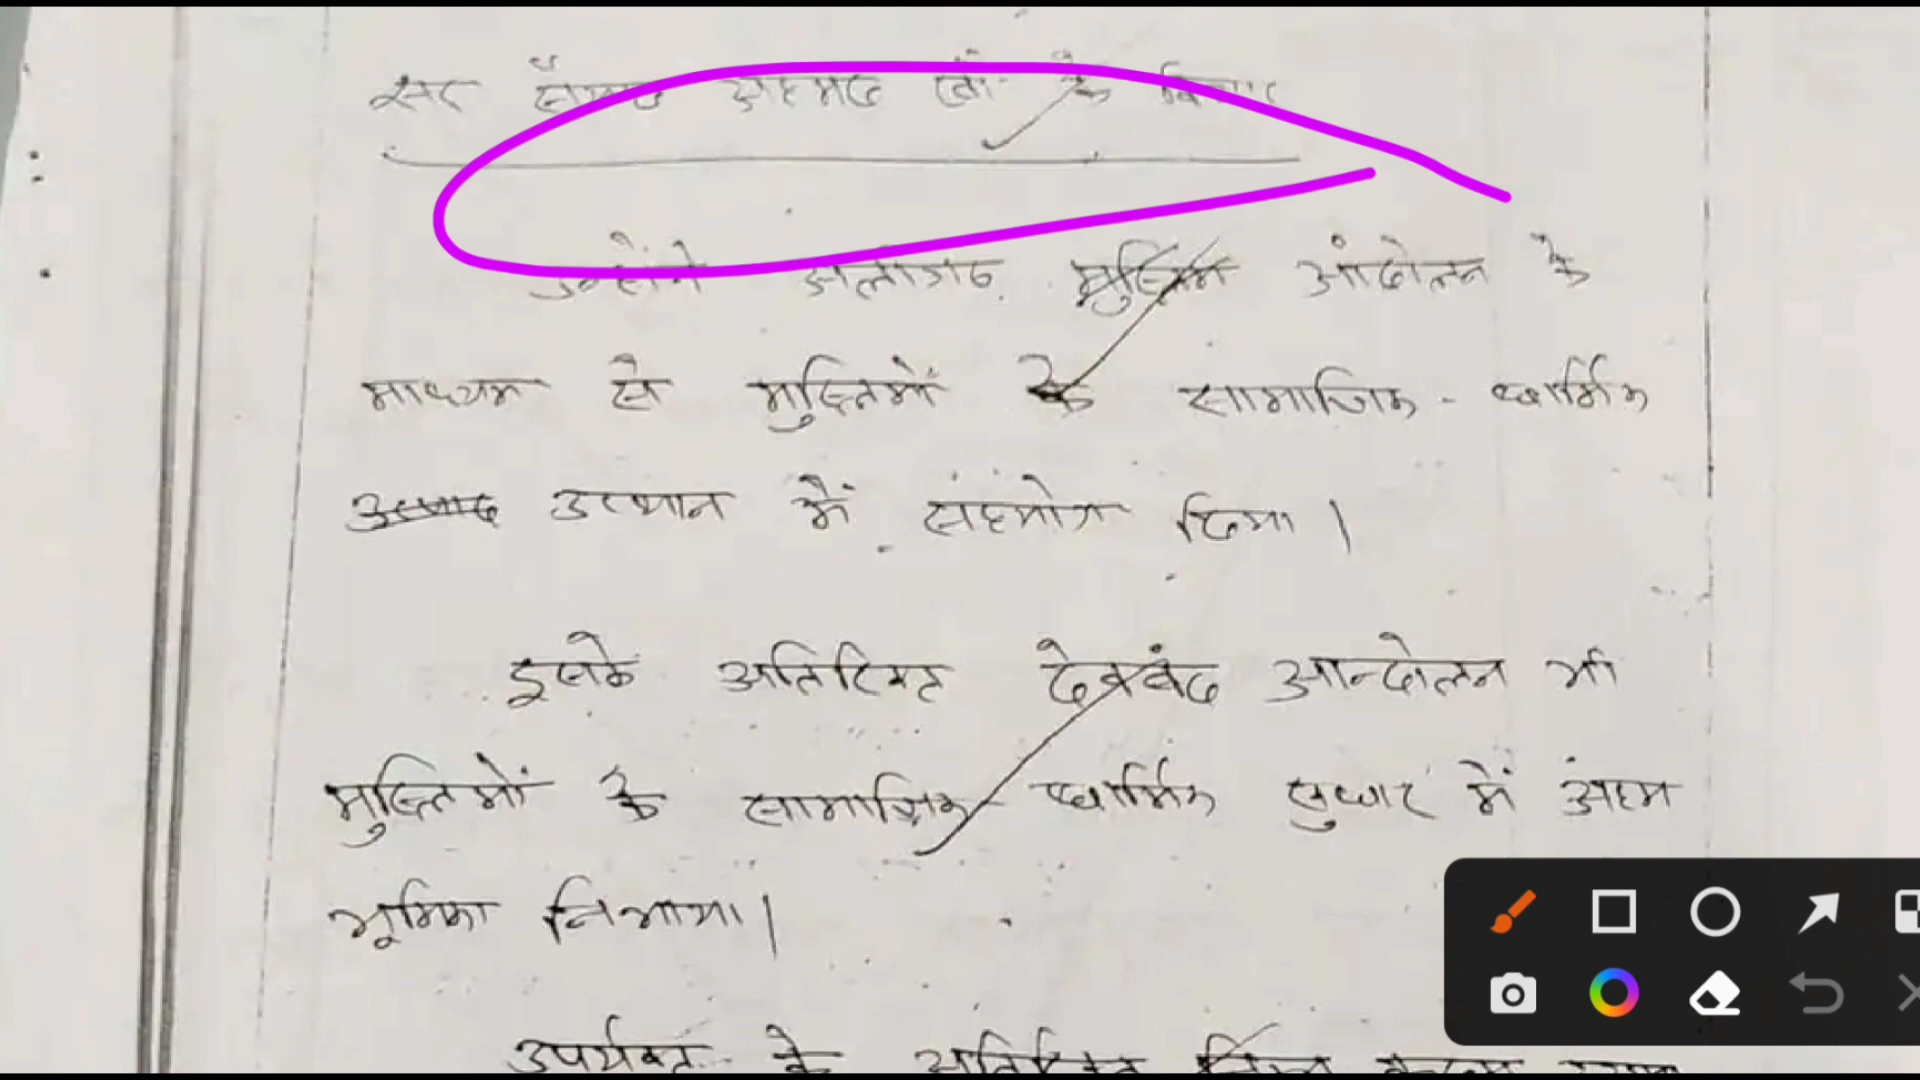 सर सैय्यद अहमद खाँ के विचार
उन्होंने अलीगढ़ मुस्लिम आंदोलन के
माध्यम से मुस्लिमों के सामाजिक - धार्मिक
उत्थान में सहयोग दिया।
इसके अतिरिक्त देवबंद आन्दोलन भी
मुस्लिमों के सामाजिक - धार्मिक सुधार में अहम
भूमिका निभाया।
उपर्युक्त के अतिरिक्त